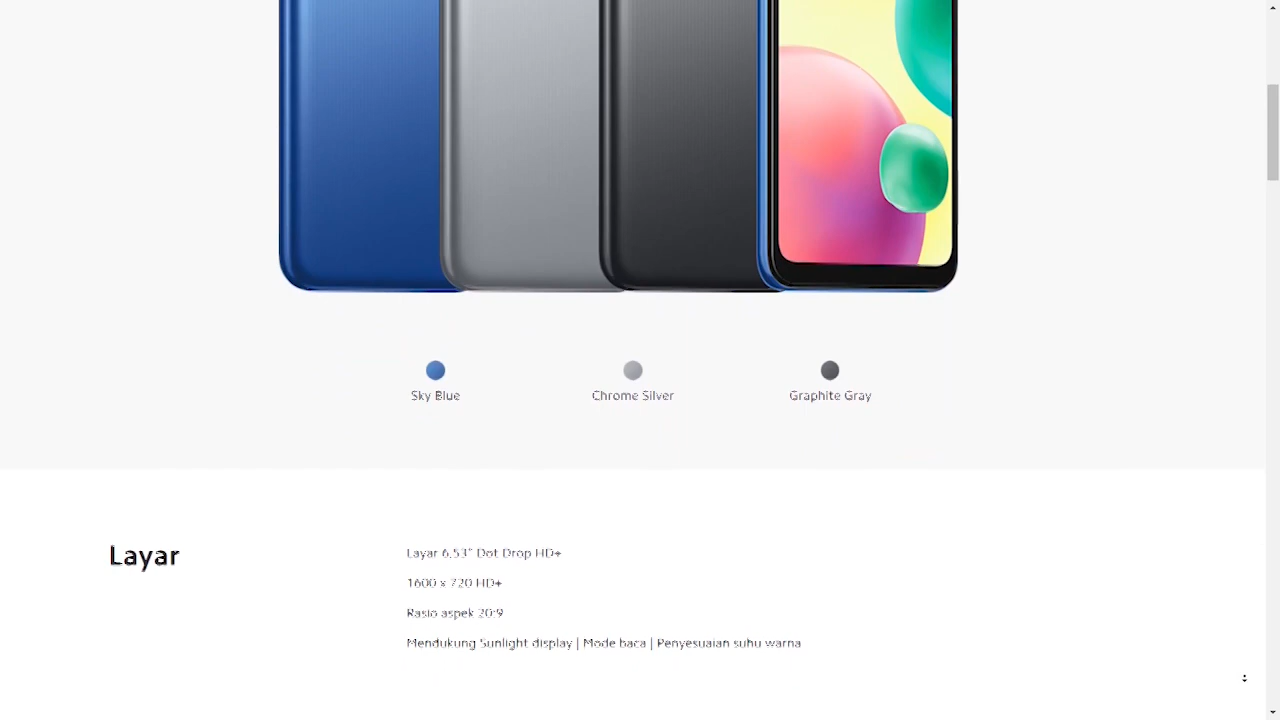 Sky Blue
Chrome Silver
Graphite Gray
Layar
Layar 6,53" Dot Drop HD+
1600 x 720 HD+
Rasio aspek 20:9
Mendukung Sunlight display | Mode baca | Penyesuaian suhu warna